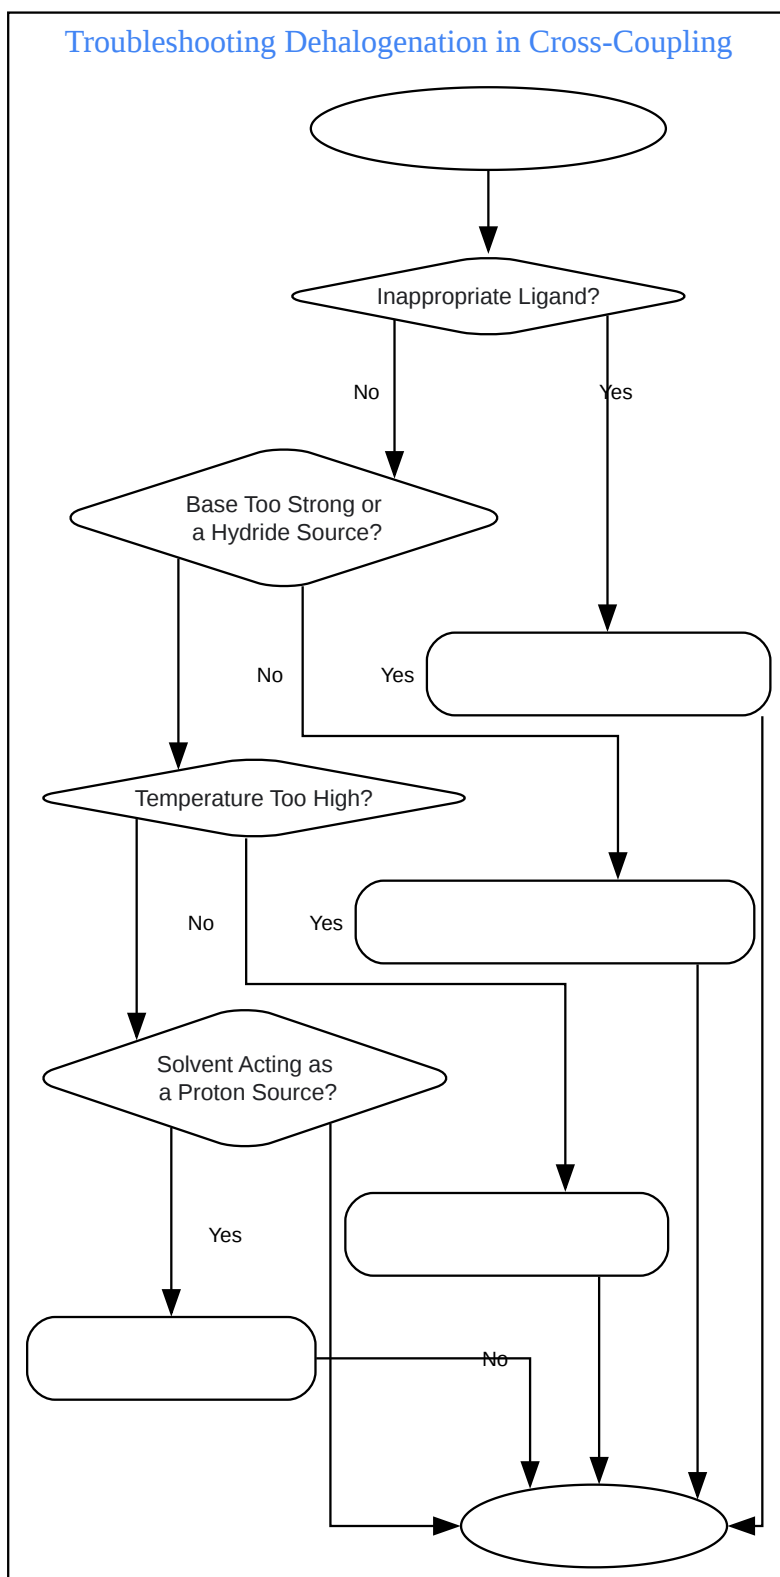 Troubleshooting Dehalogenation in Cross-Coupling
Inappropriate Ligand?
No
Yes
Base Too Strong or
a Hydride Source?
No
Yes
Temperature Too High?
No
Yes
Solvent Acting as
a Proton Source?
Yes
No